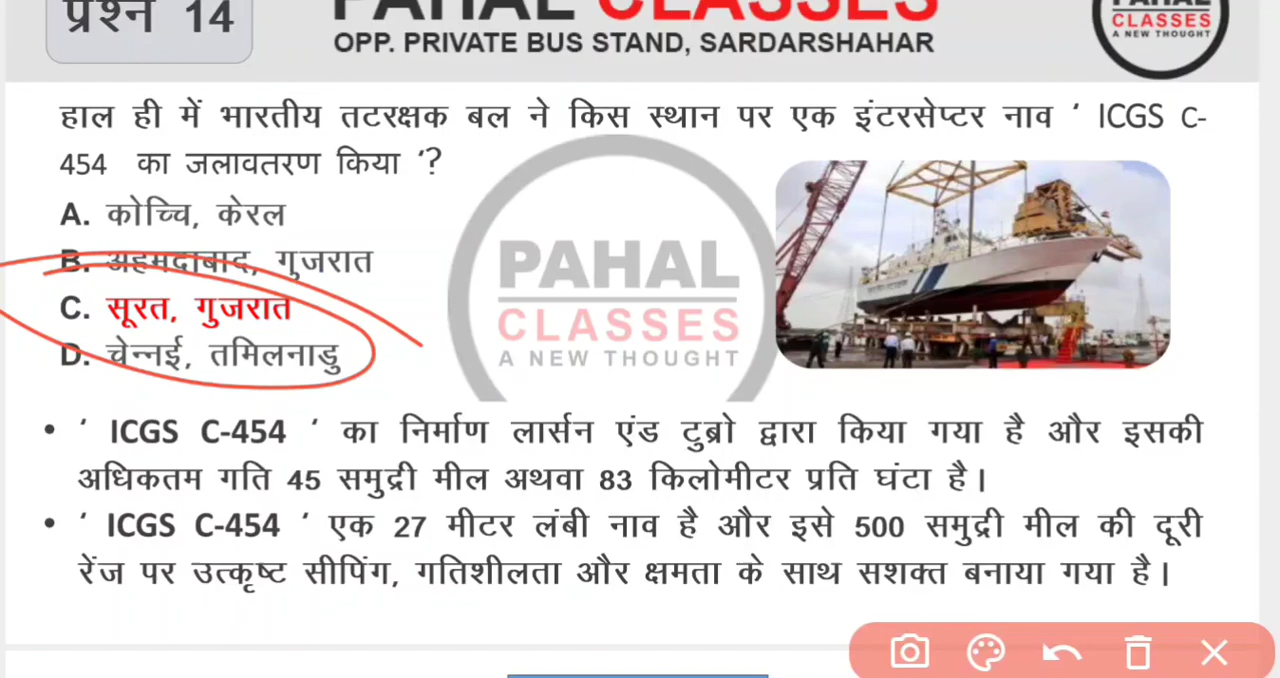 प्रश्न 14
PAHAL CLASSES
OPP. PRIVATE BUS STAND, SARDARSHAHAR
PAHAL
CLASSES
A NEW THOUGHT
हाल ही में भारतीय तटरक्षक बल ने किस स्थान पर एक इंटरसेप्टर नाव ‘ ICGS C-
454 का जलावतरण किया ‘?
A. कोच्चि, केरल
B. अहमदाबाद, गुजरात
C. सूरत, गुजरात
D. चेन्नई, तमिलनाडु
PAHAL
CLASSES
A NEW THOUGHT
• ‘ ICGS C-454 ‘ का निर्माण लार्सन एंड टुब्रो द्वारा किया गया है और इसकी
अधिकतम गति 45 समुद्री मील अथवा 83 किलोमीटर प्रति घंटा है।
• ‘ ICGS C-454 ‘ एक 27 मीटर लंबी नाव है और इसे 500 समुद्री मील की दूरी
रेंज पर उत्कृष्ट सीपिंग, गतिशीलता और क्षमता के साथ सशक्त बनाया गया है।